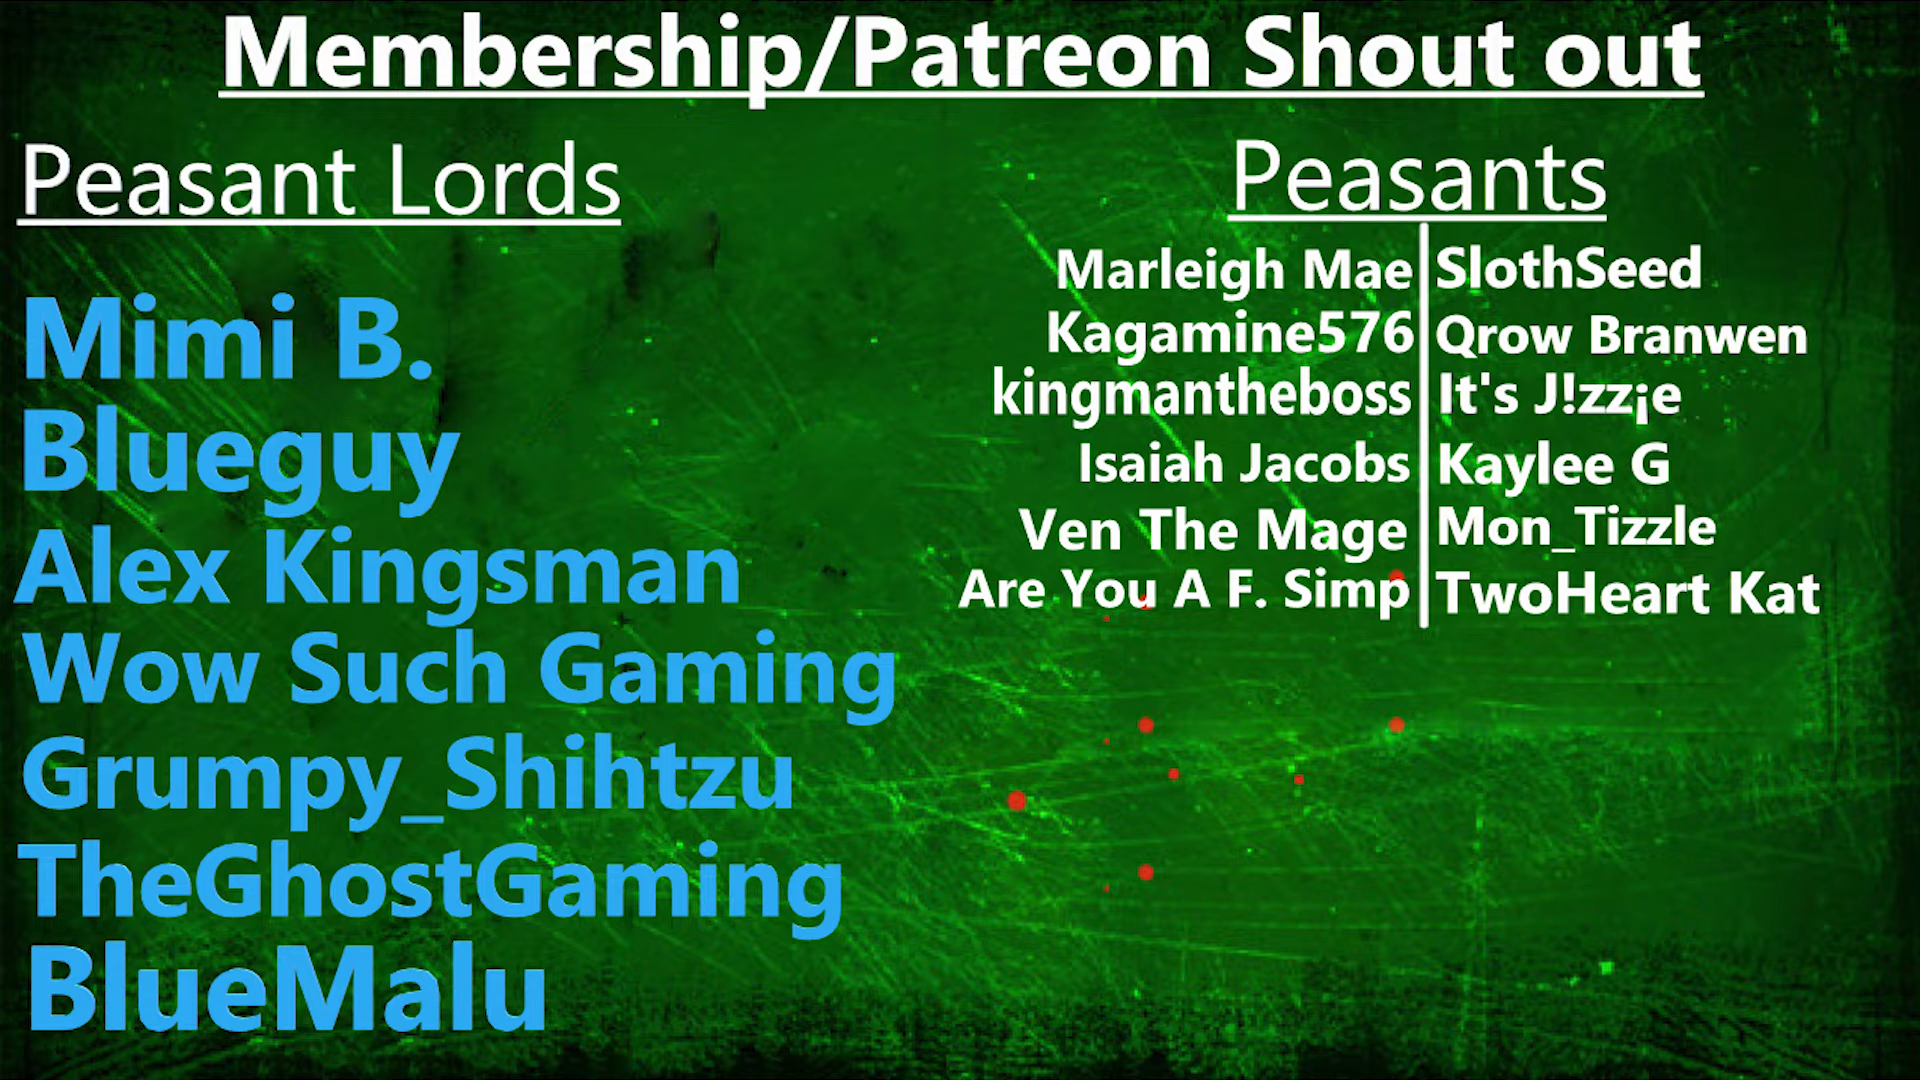 Membership/Patreon Shout out
Peasant Lords
Mimi B.
Blueguy
Alex Kingsman
Wow Such Gaming
Grumpy_Shihtzu
TheGhostGaming
BlueMalu
Peasants
Marleigh Mae
Kagamine576
kingmantheboss
Isaiah Jacobs
Ven The Mage
Are You A F. Simp
SlothSeed
Qrow Branwen
It's J!zz¡e
Kaylee G
Mon_Tizzle
TwoHeart Kat